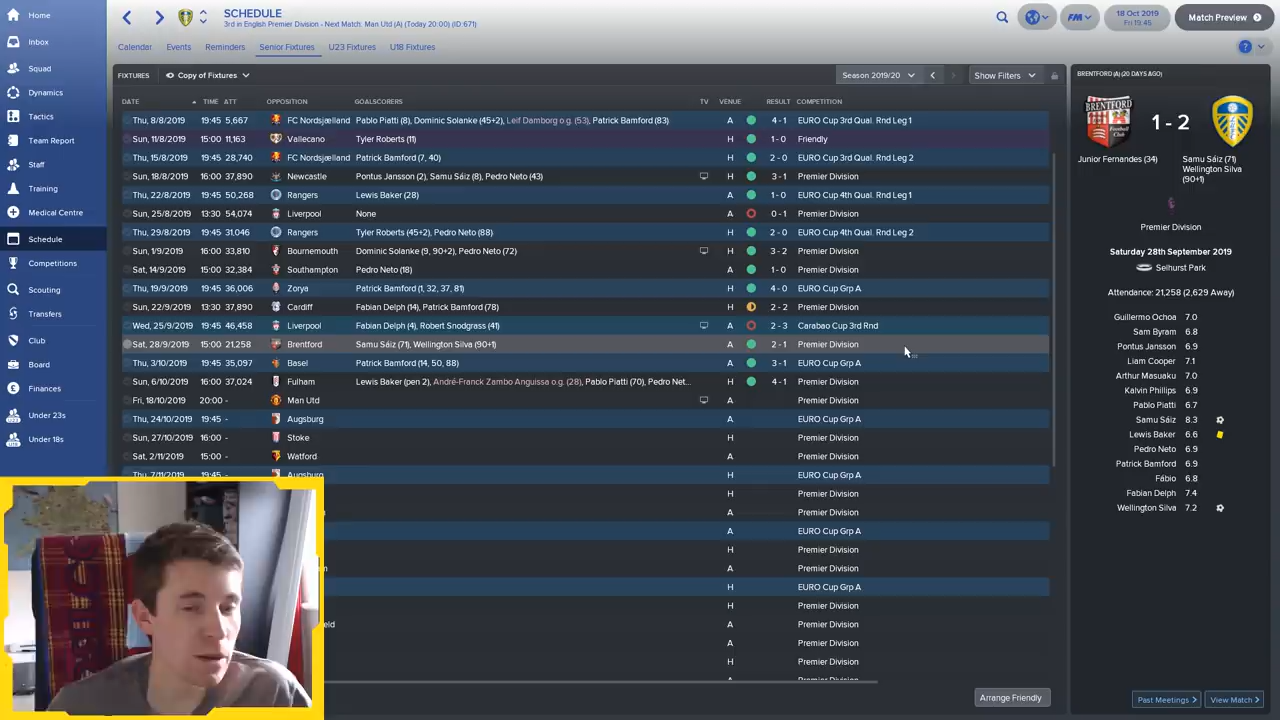 Home
Inbox
Squad
Dynamics
Tactics
Team Report
Staff
Training
Medical Centre
Schedule
Competitions
Scouting
Transfers
Club
Board
Finances
Under 23s
Under 18s
SCHEDULE
3rd in English Premier Division - Next Match: Man Utd (A) (Today 20:00) (ID:671)
FM
18 Oct 2019
Fri 19:45
Match Preview
Calendar Events Reminders Senior Fixtures U23 Fixtures U18 Fixtures
?
FIXTURES Copy of Fixtures Season 2019/20 Show Filters
DATE TIME ATT OPPOSITION GOALSCORERS TV VENUE RESULT COMPETITION
Thu, 8/8/2019 19:45 5,667 FC Nordsjælland Pablo Piatti (8), Dominic Solanke (45+2), Leif Damborg o.g. (53), Patrick Bamford (83) A 4 - 1 EURO Cup 3rd Qual. Rnd Leg 1
Sun, 11/8/2019 15:00 11,163 Vallecano Tyler Roberts (11) H 1 - 0 Friendly
Thu, 15/8/2019 19:45 28,740 FC Nordsjælland Patrick Bamford (7, 40) H 2 - 0 EURO Cup 3rd Qual. Rnd Leg 2
Sun, 18/8/2019 16:00 37,890 Newcastle Pontus Jansson (2), Samu Sáiz (8), Pedro Neto (43) H 3 - 1 Premier Division
Thu, 22/8/2019 19:45 50,268 Rangers Lewis Baker (28) A 1 - 0 EURO Cup 4th Qual. Rnd Leg 1
Sun, 25/8/2019 13:30 54,074 Liverpool None A 0 - 1 Premier Division
Thu, 29/8/2019 19:45 31,046 Rangers Tyler Roberts (45+2), Pedro Neto (88) H 2 - 0 EURO Cup 4th Qual. Rnd Leg 2
Sun, 1/9/2019 16:00 33,810 Bournemouth Dominic Solanke (9, 90+2), Pedro Neto (72) H 3 - 2 Premier Division
Sat, 14/9/2019 15:00 32,384 Southampton Pedro Neto (18) A 1 - 0 Premier Division
Thu, 19/9/2019 19:45 36,006 Zorya Patrick Bamford (1, 32, 37, 81) H 4 - 0 EURO Cup Grp A
Sun, 22/9/2019 13:30 37,890 Cardiff Fabian Delph (14), Patrick Bamford (78) H 2 - 2 Premier Division
Wed, 25/9/2019 19:45 46,458 Liverpool Fabian Delph (4), Robert Snodgrass (41) A 2 - 3 Carabao Cup 3rd Rnd
Sat, 28/9/2019 15:00 21,258 Brentford Samu Sáiz (71), Wellington Silva (90+1) A 2 - 1 Premier Division
Thu, 3/10/2019 19:45 35,097 Basel Patrick Bamford (14, 50, 88) A 3 - 1 EURO Cup Grp A
Sun, 6/10/2019 16:00 37,024 Fulham Lewis Baker (pen 2), André-Franck Zambo Anguissa o.g. (28), Pablo Piatti (70), Pedro Net... H 4 - 1 Premier Division
Fri, 18/10/2019 20:00 - Man Utd A Premier Division
Thu, 24/10/2019 19:45 - Augsburg A EURO Cup Grp A
Sun, 27/10/2019 16:00 - Stoke H Premier Division
Sat, 2/11/2019 15:00 - Watford A Premier Division
Thu, 7/11/2019 19:45 - Augsburg H EURO Cup Grp A
H Premier Division
A Premier Division
A EURO Cup Grp A
H Premier Division
A Premier Division
H EURO Cup Grp A
H Premier Division
A Premier Division
A Premier Division
H Premier Division
Arrange Friendly
BRENTFORD (A) (20 DAYS AGO)
1 - 2
Junior Fernandes (34)
Samu Sáiz (71)
Wellington Silva
(90+1)
Premier Division
Saturday 28th September 2019
Selhurst Park
Attendance: 21,258 (2,629 Away)
Guillermo Ochoa 7.0
Sam Byram 6.8
Pontus Jansson 6.9
Liam Cooper 7.1
Arthur Masuaku 7.0
Kalvin Phillips 6.9
Pablo Piatti 6.7
Samu Sáiz 8.3
Lewis Baker 6.6
Pedro Neto 6.9
Patrick Bamford 6.9
Fábio 6.8
Fabian Delph 7.4
Wellington Silva 7.2
Past Meetings
View Match